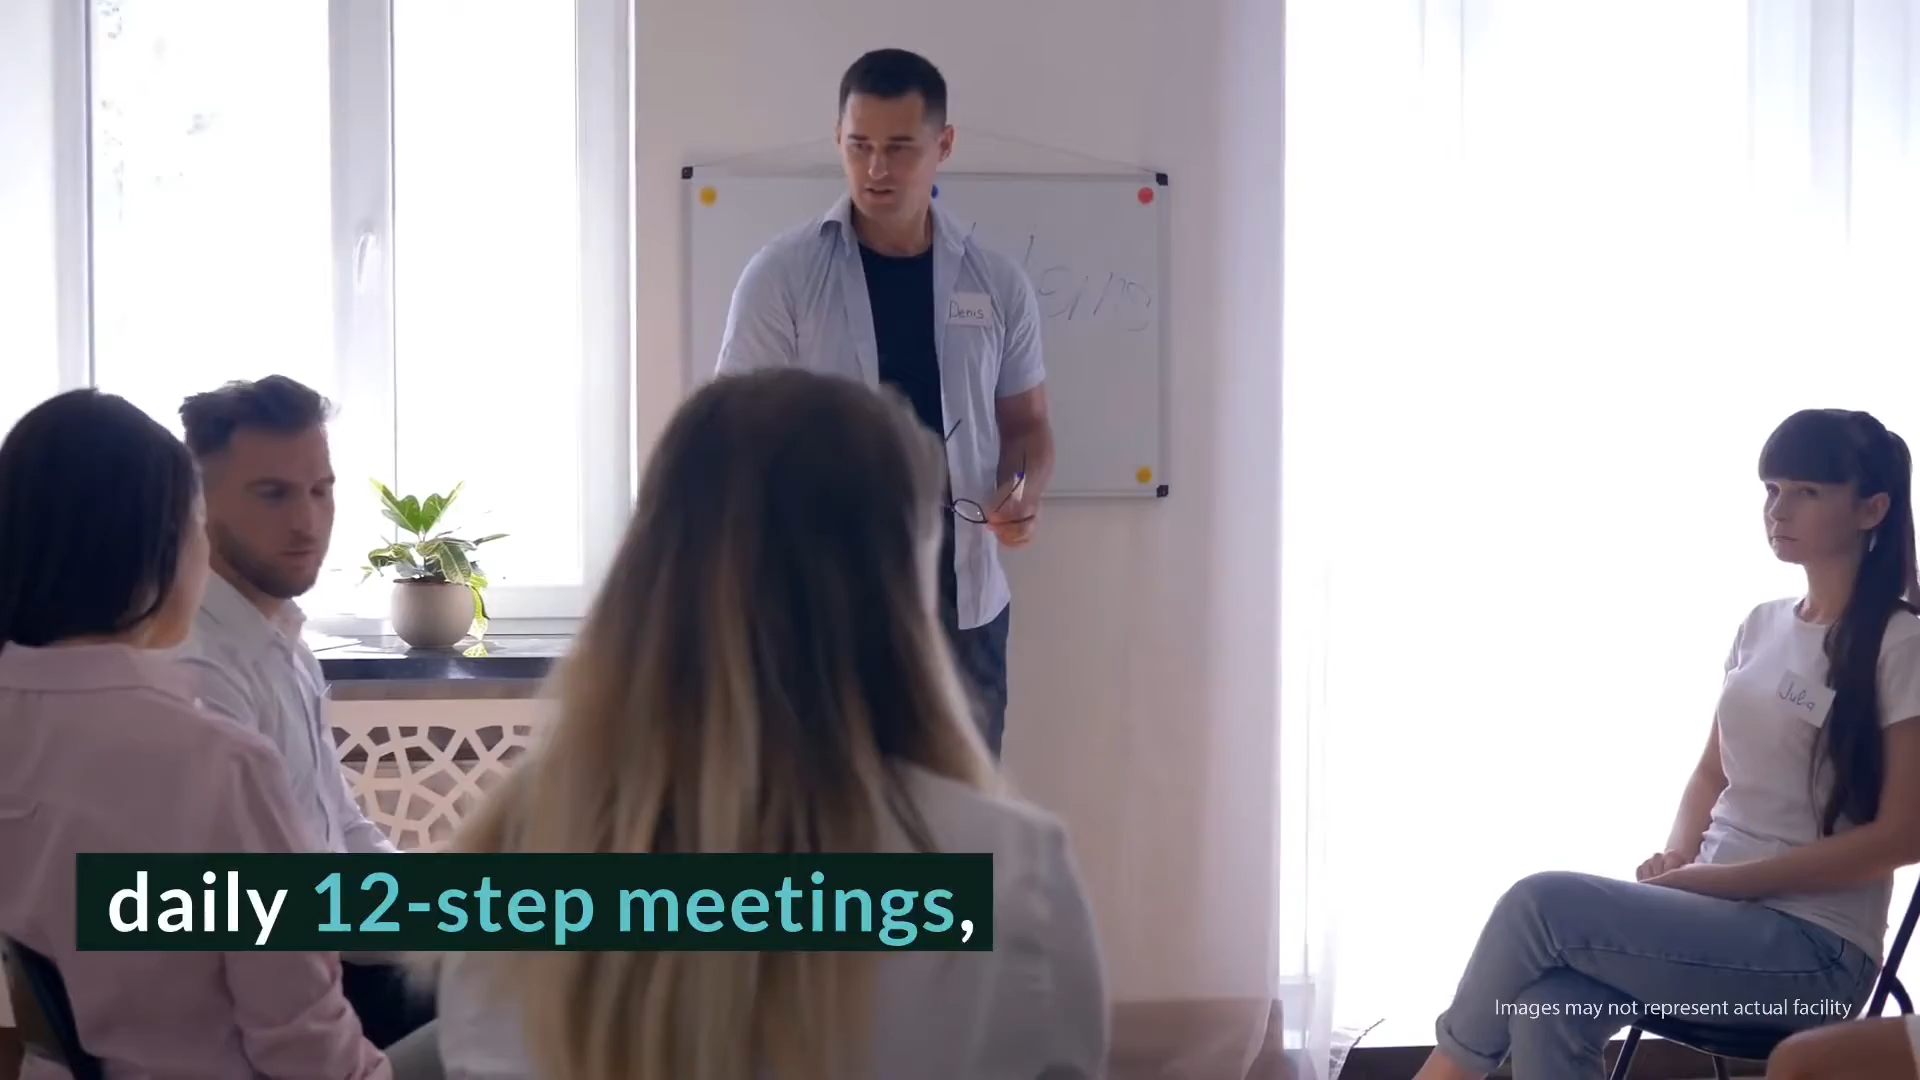 Denis
Julia
daily 12-step meetings,
Images may not represent actual facility